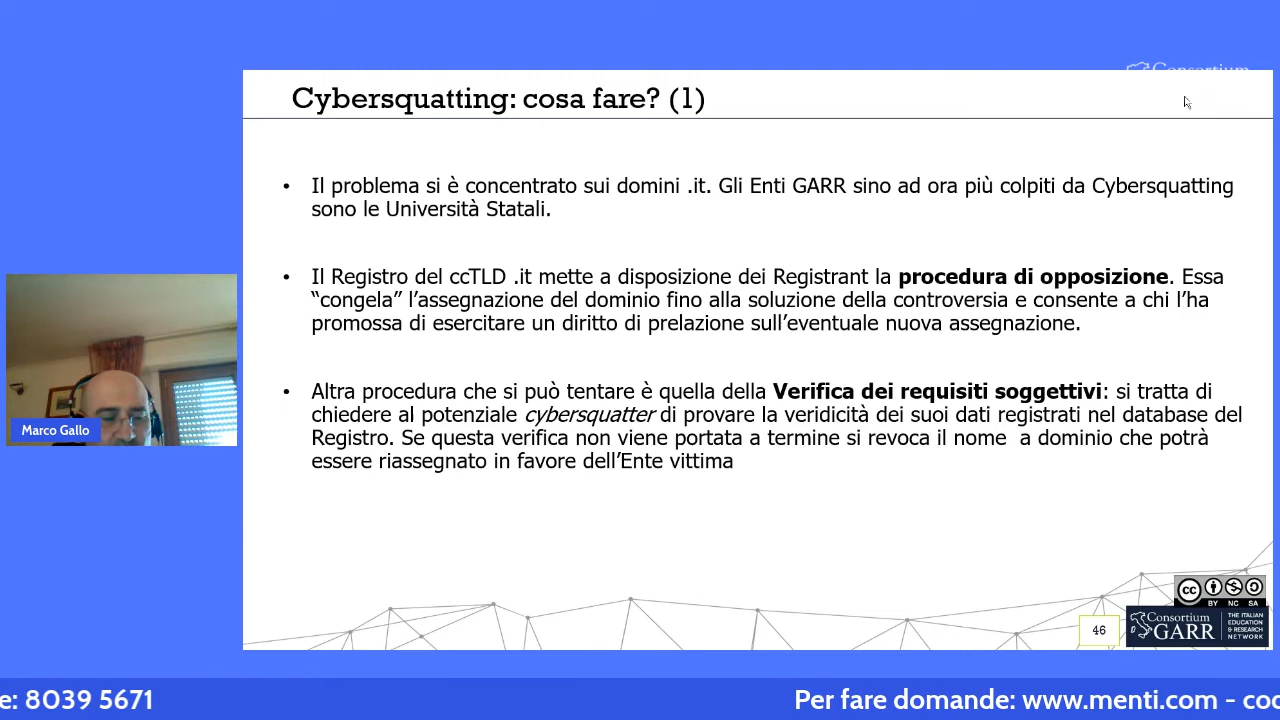 Consortium
Cybersquatting: cosa fare? (1)
• Il problema si è concentrato sui domini .it. Gli Enti GARR sino ad ora più colpiti da Cybersquatting
sono le Università Statali.
• Il Registro del ccTLD .it mette a disposizione dei Registrant la procedura di opposizione. Essa
“congela” l’assegnazione del dominio fino alla soluzione della controversia e consente a chi l’ha
promossa di esercitare un diritto di prelazione sull’eventuale nuova assegnazione.
• Altra procedura che si può tentare è quella della Verifica dei requisiti soggettivi: si tratta di
chiedere al potenziale cybersquatter di provare la veridicità dei suoi dati registrati nel database del
Registro. Se questa verifica non viene portata a termine si revoca il nome  a dominio che potrà
essere riassegnato in favore dell’Ente vittima
Marco Gallo
cc
BY NC SA
46
Consortium
GARR
THE ITALIAN
EDUCATION
& RESEARCH
NETWORK
e: 8039 5671
Per fare domande: www.menti.com - cod